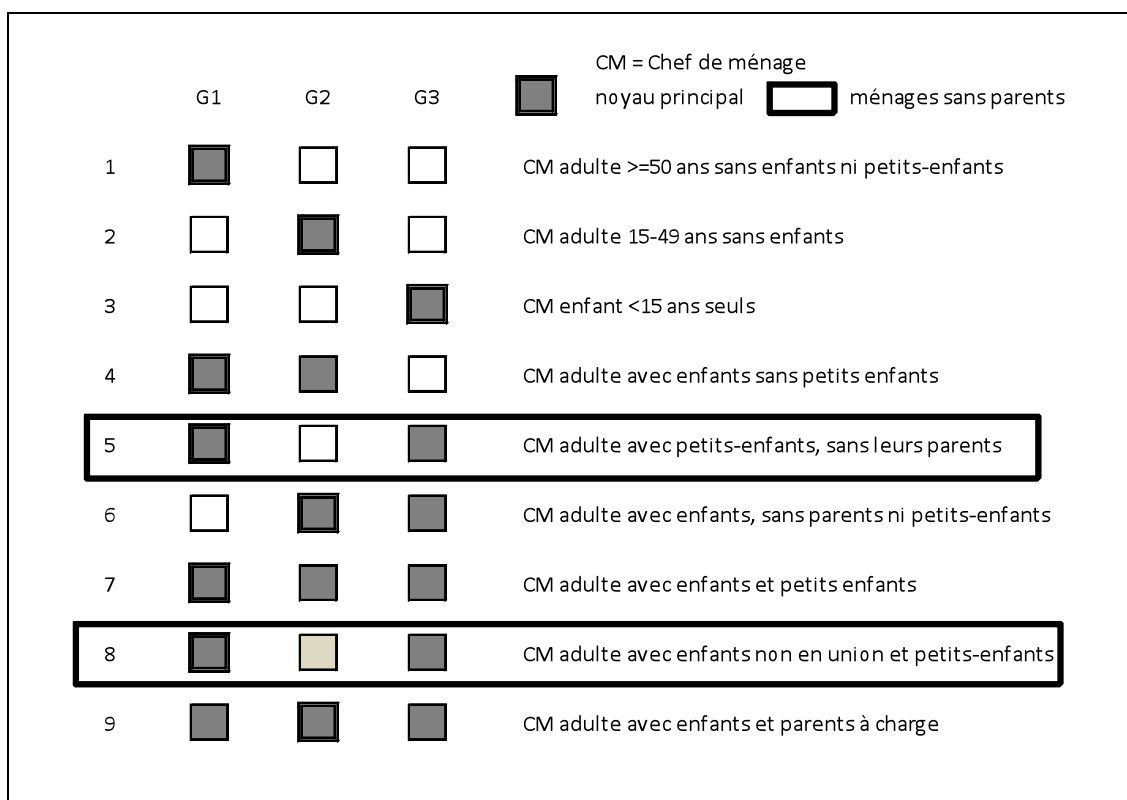 CM = Chef de ménage
G1 G2 G3 noyau principal ménages sans parents
1 CM adulte >=50 ans sans enfants ni petits-enfants
2 CM adulte 15-49 ans sans enfants
3 CM enfant <15 ans seuls
4 CM adulte avec enfants sans petits enfants
5 CM adulte avec petits-enfants, sans leurs parents
6 CM adulte avec enfants, sans parents ni petits-enfants
7 CM adulte avec enfants et petits enfants
8 CM adulte avec enfants non en union et petits-enfants
9 CM adulte avec enfants et parents à charge